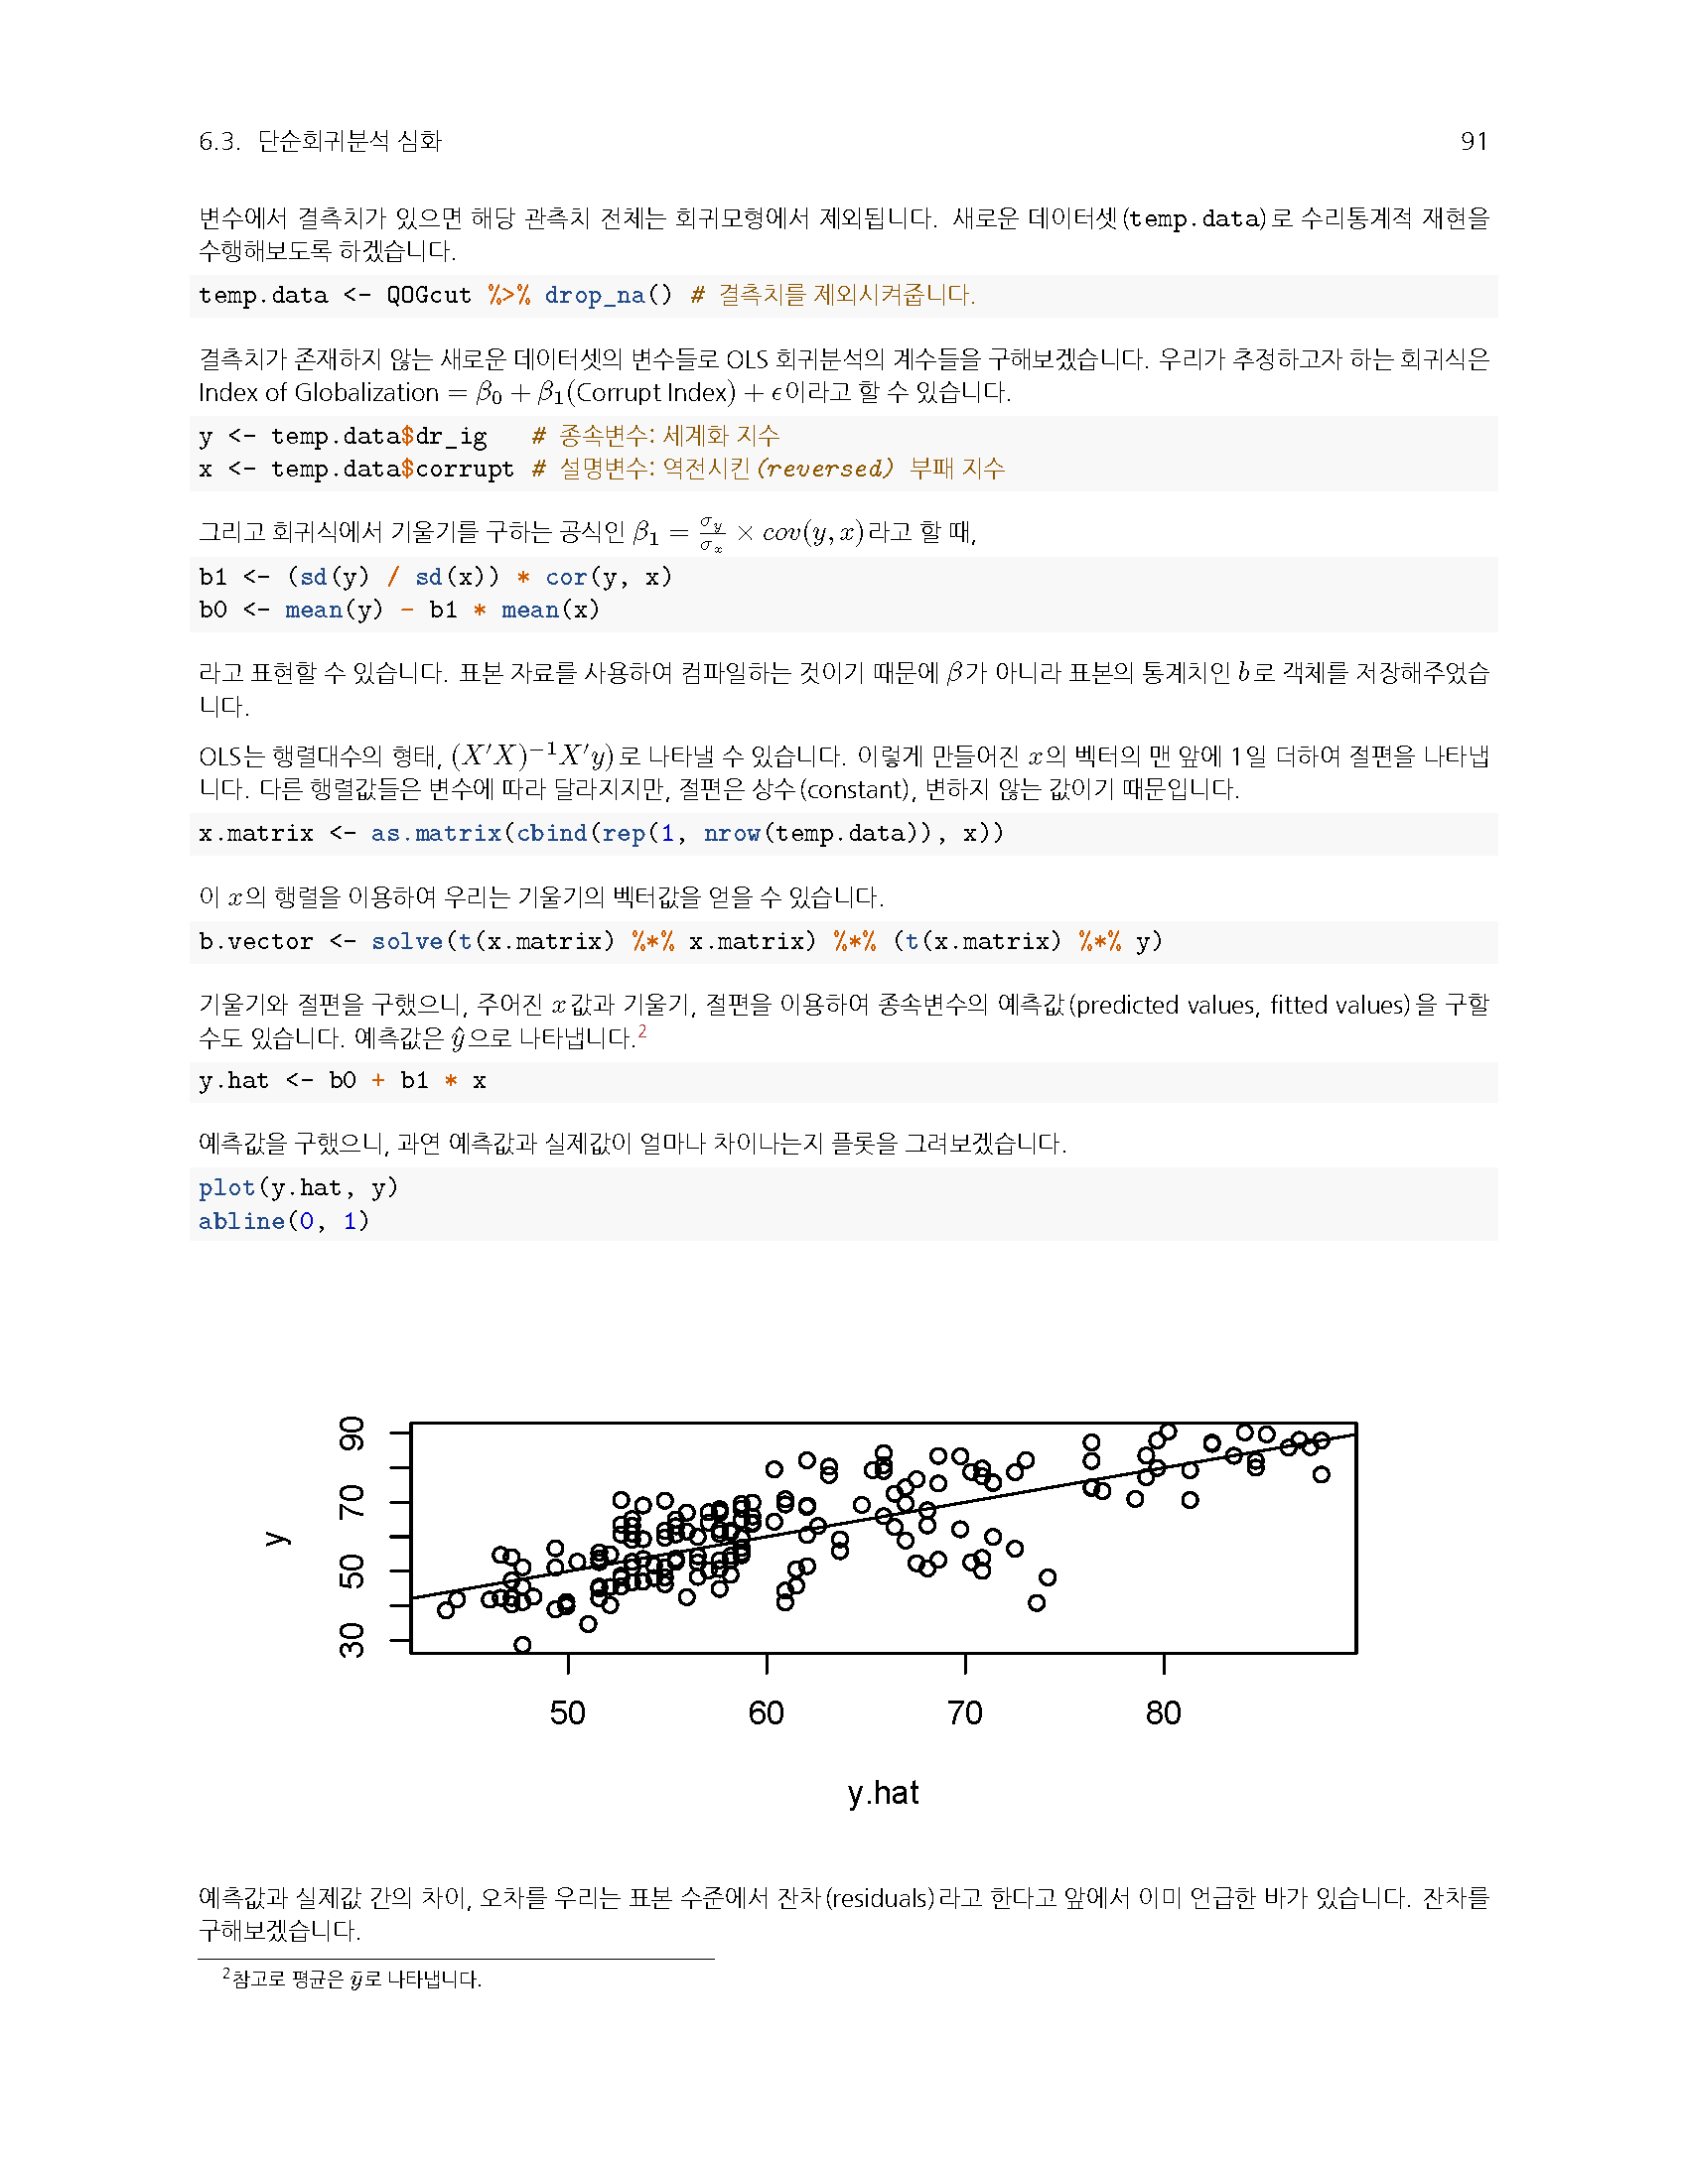 6.3. 단순회귀분석 심화 91
변수에서 결측치가 있으면 해당 관측치 전체는 회귀모형에서 제외됩니다. 새로운 데이터셋(temp.data)로 수리통계적 재현을
수행해보도록 하겠습니다.
temp.data <- QOGcut %>% drop_na() # 결측치를 제외시켜줍니다.
결측치가 존재하지 않는 새로운 데이터셋의 변수들로 OLS 회귀분석의 계수들을 구해보겠습니다. 우리가 추정하고자 하는 회귀식은
Index of Globalization = β₀ + β₁(Corrupt Index) + ϵ이라고 할 수 있습니다.
y <- temp.data$dr_ig # 종속변수: 세계화 지수
x <- temp.data$corrupt # 설명변수: 역전시킨(reversed) 부패 지수
그리고 회귀식에서 기울기를 구하는 공식인 β₁ = σ_y/σ_x × cov(y, x)라고 할 때,
b1 <- (sd(y) / sd(x)) * cor(y, x)
b0 <- mean(y) - b1 * mean(x)
라고 표현할 수 있습니다. 표본 자료를 사용하여 컴파일하는 것이기 때문에 β가 아니라 표본의 통계치인 b로 객체를 저장해주었습
니다.
OLS는 행렬대수의 형태, (X′X)⁻¹X′y)로 나타낼 수 있습니다. 이렇게 만들어진 x의 벡터의 맨 앞에 1일 더하여 절편을 나타냅
니다. 다른 행렬값들은 변수에 따라 달라지지만, 절편은 상수(constant), 변하지 않는 값이기 때문입니다.
x.matrix <- as.matrix(cbind(rep(1, nrow(temp.data)), x))
이 x의 행렬을 이용하여 우리는 기울기의 벡터값을 얻을 수 있습니다.
b.vector <- solve(t(x.matrix) %*% x.matrix) %*% (t(x.matrix) %*% y)
기울기와 절편을 구했으니, 주어진 x값과 기울기, 절편을 이용하여 종속변수의 예측값(predicted values, fitted values)을 구할
수도 있습니다. 예측값은 ŷ으로 나타냅니다.²
y.hat <- b0 + b1 * x
예측값을 구했으니, 과연 예측값과 실제값이 얼마나 차이나는지 플롯을 그려보겠습니다.
plot(y.hat, y)
abline(0, 1)
90
70
50
30
y
50 60 70 80
y.hat
예측값과 실제값 간의 차이, 오차를 우리는 표본 수준에서 잔차(residuals)라고 한다고 앞에서 이미 언급한 바가 있습니다. 잔차를
구해보겠습니다.
²참고로 평균은 ȳ로 나타냅니다.